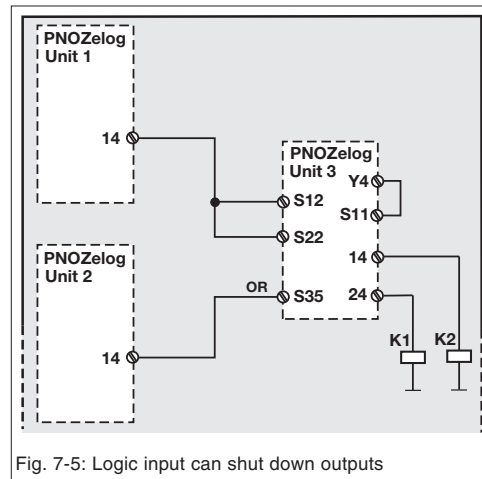 PNOZelog
Unit 1
14
PNOZelog
Unit 3
Y4
S12
S11
S22
14
PNOZelog
Unit 2
OR
S35
24
K1
K2
14
Fig. 7-5: Logic input can shut down outputs